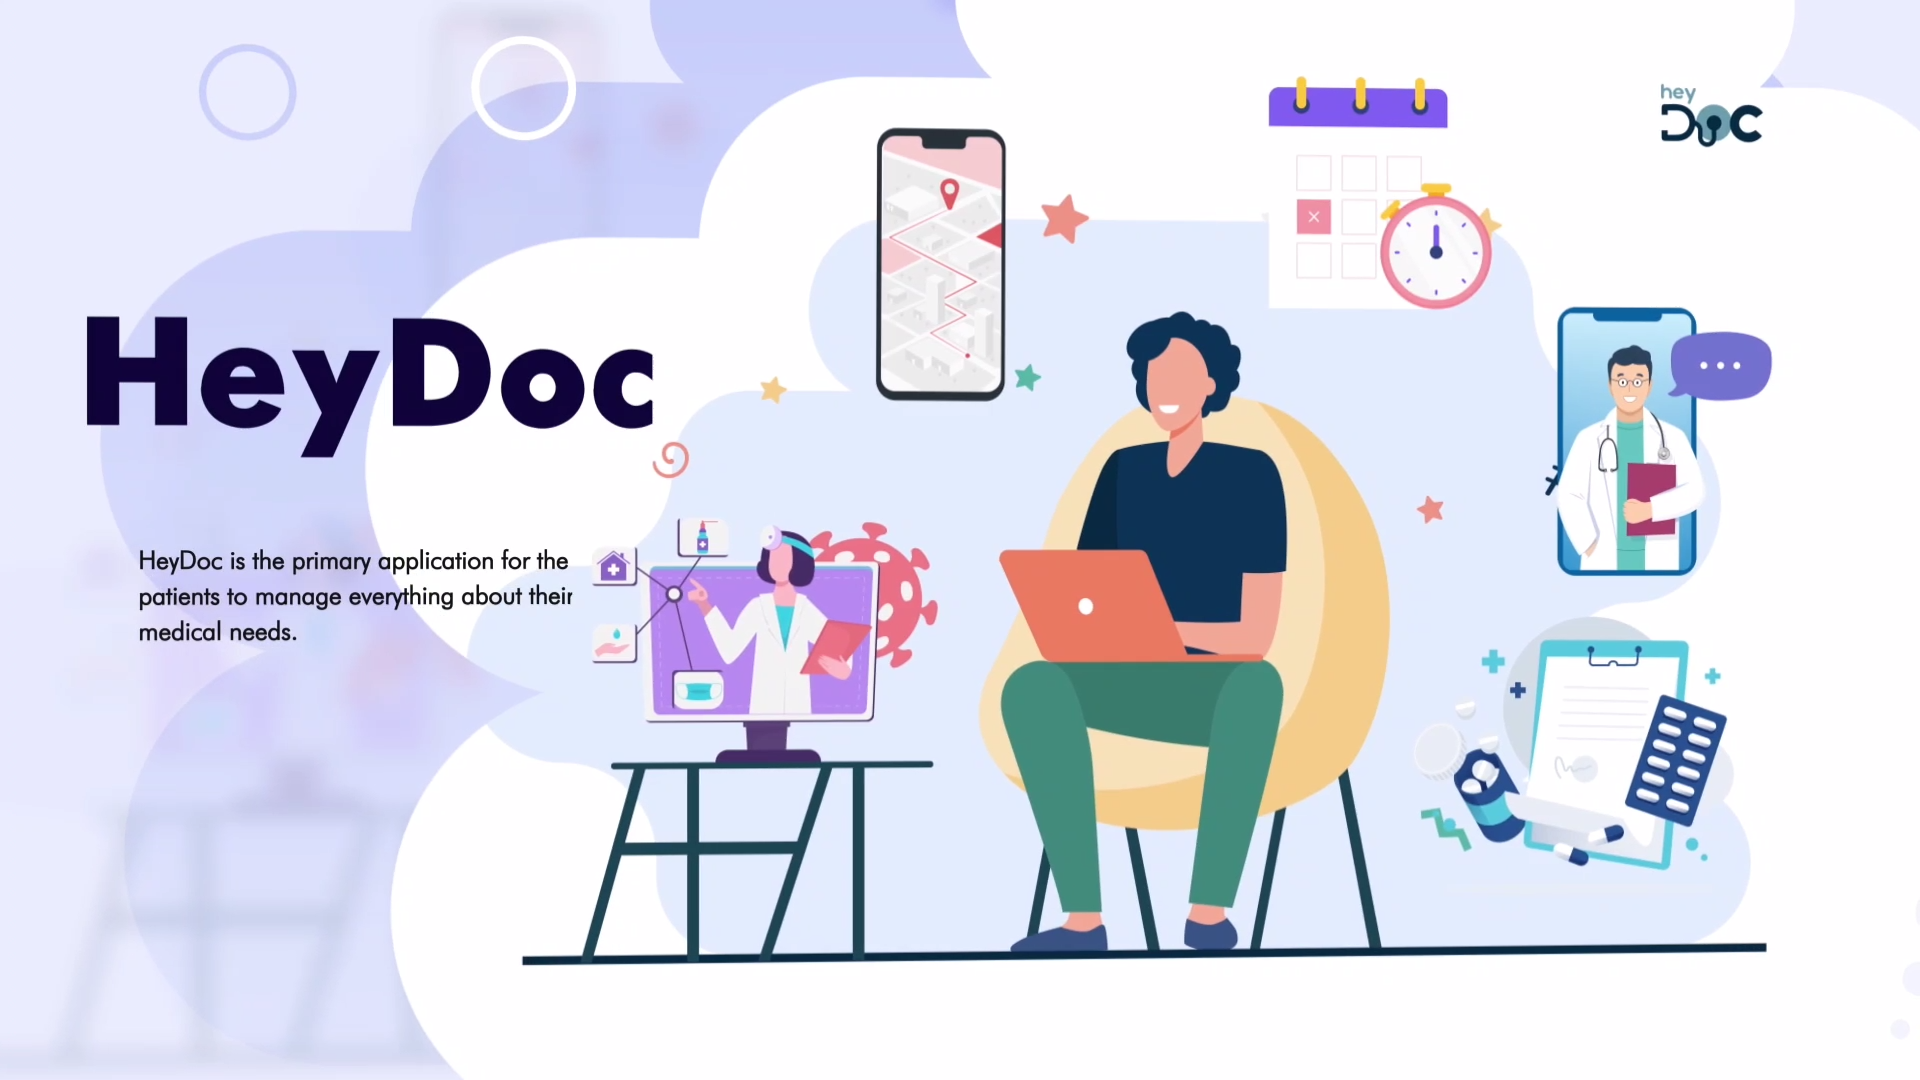 hey
DOC
HeyDoc
HeyDoc is the primary application for the
patients to manage everything about their
medical needs.